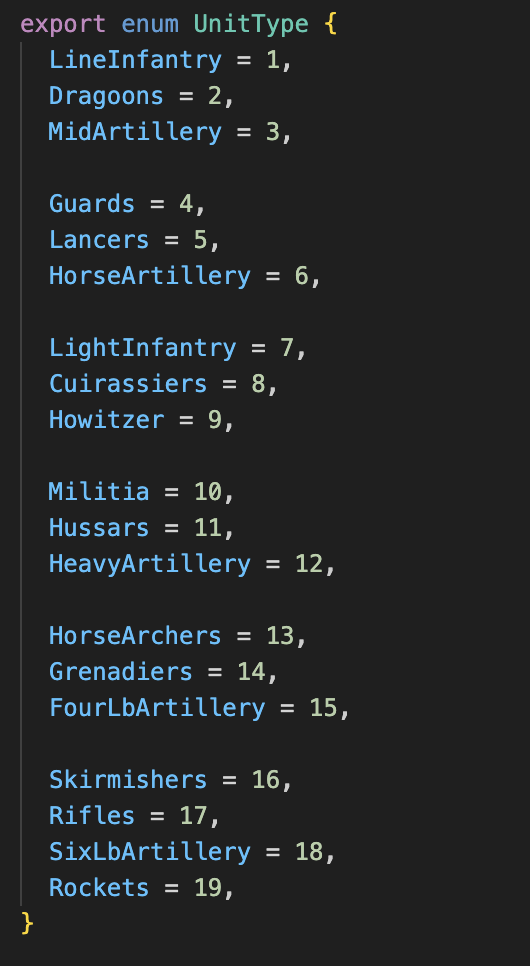 export enum UnitType {
LineInfantry = 1,
Dragoons = 2,
MidArtillery = 3,
Guards = 4,
Lancers = 5,
HorseArtillery = 6,
LightInfantry = 7,
Cuirassiers = 8,
Howitzer = 9,
Militia = 10,
Hussars = 11,
HeavyArtillery = 12,
HorseArchers = 13,
Grenadiers = 14,
FourLbArtillery = 15,
Skirmishers = 16,
Rifles = 17,
SixLbArtillery = 18,
Rockets = 19,
}